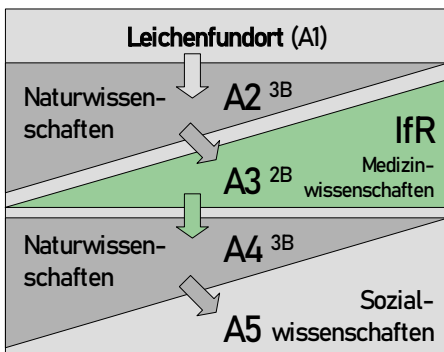 Leichenfundort (A1)
Naturwissen-
schaften
A2 3B
IfR
Medizin-
wissenschaften
A3 2B
Naturwissen-
schaften
A4 3B
Sozial-
A5 wissenschaften